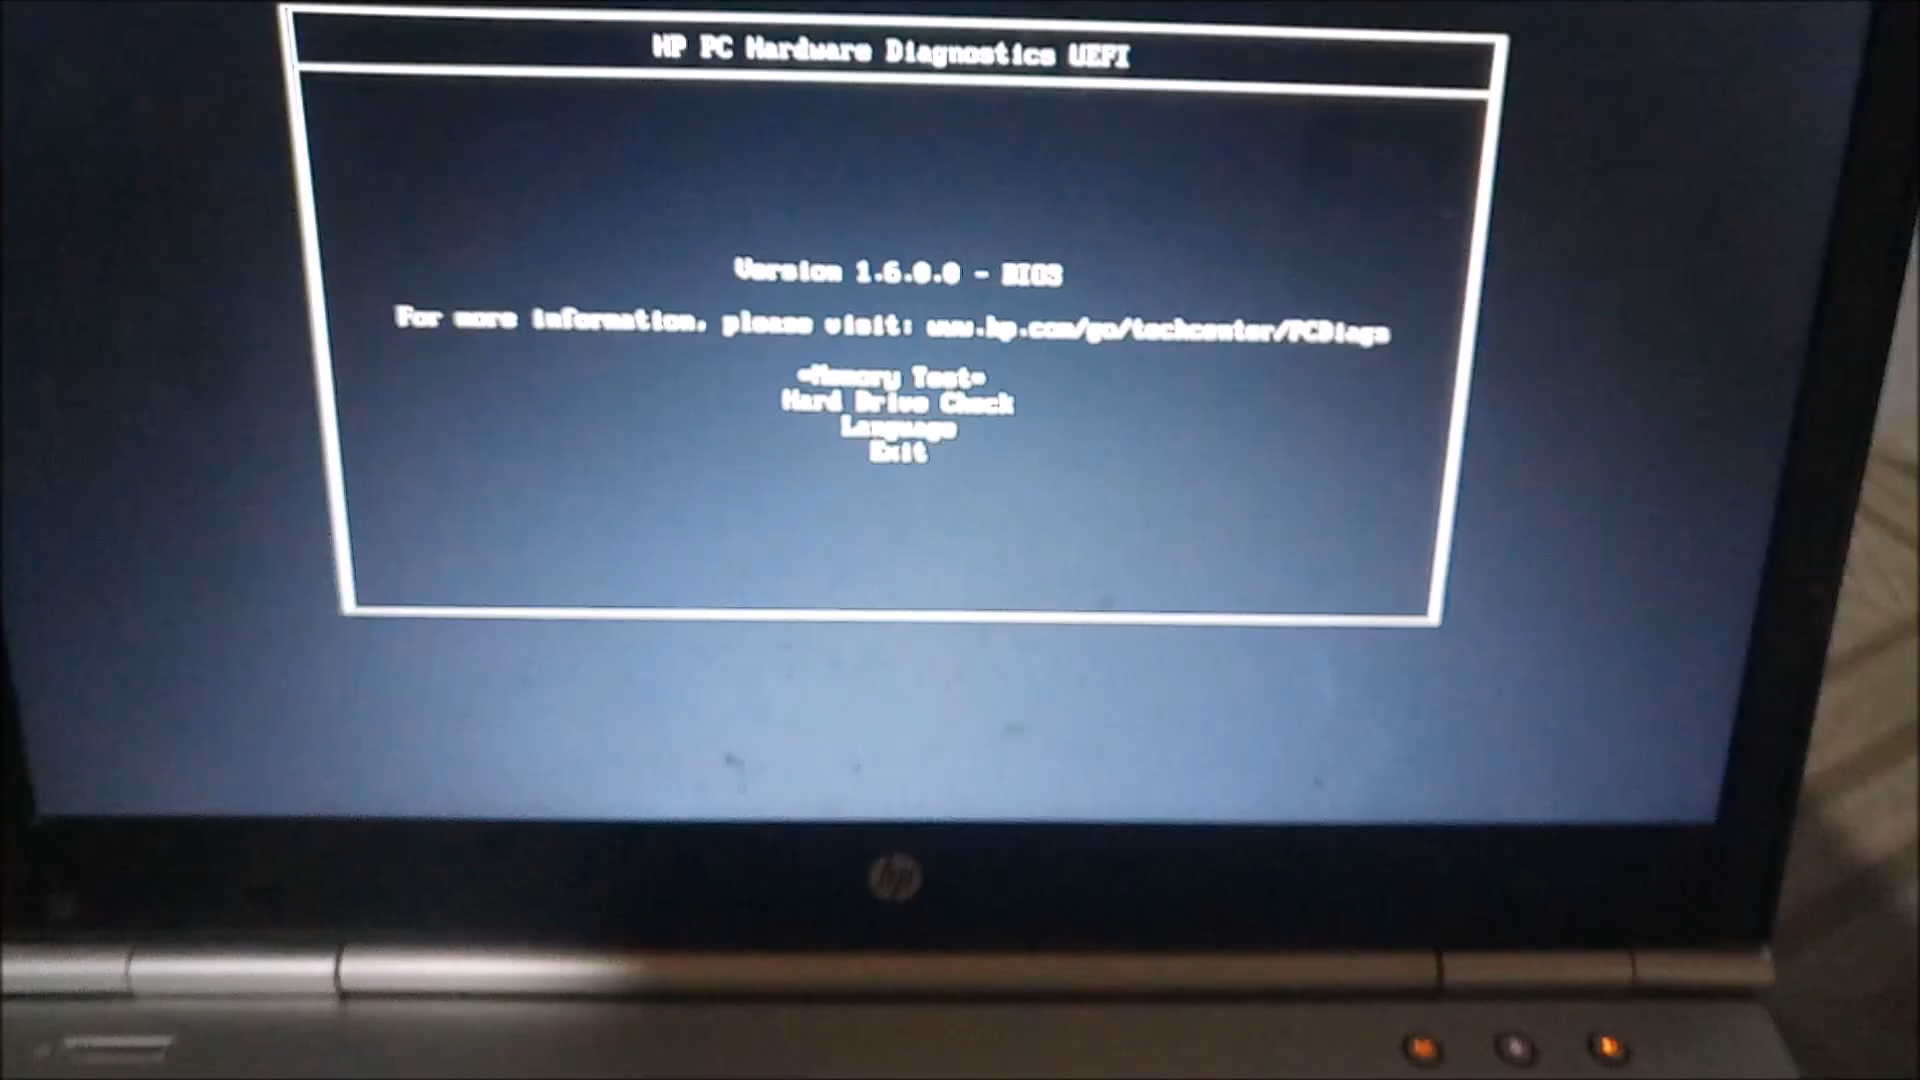 HP PC Hardware Diagnostics UEFI
Version 1.6.0.0 - BIOS
For more information, please visit: www.hp.com/go/techcenter/PCDiags
Memory Test
Hard Drive Check
Language
Exit
hp